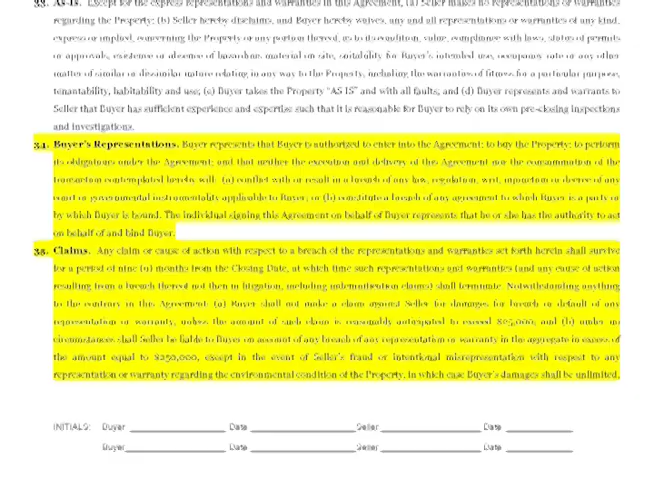 33. As-Is. Except for the express representations and warranties in this Agreement, (a) Seller makes no representations or warranties
regarding the Property; (b) Seller hereby disclaims, and Buyer hereby waives, any and all representations or warranties of any kind,
express or implied, concerning the Property or any portion thereof, as to its condition, value, compliance with laws, status of permits
or approvals, existence or absence of hazardous material on site, suitability for Buyer's intended use, occupancy rate or any other
matter of similar or dissimilar nature relating in any way to the Property, including the warranties of fitness for a particular purpose,
tenantability, habitability and use; (c) Buyer takes the Property "AS IS" and with all faults; and (d) Buyer represents and warrants to
Seller that Buyer has sufficient experience and expertise such that it is reasonable for Buyer to rely on its own pre-closing inspections
and investigations.
34. Buyer's Representations. Buyer represents that Buyer is authorized to enter into the Agreement; to buy the Property; to perform
its obligations under the Agreement; and that neither the execution and delivery of this Agreement nor the consummation of the
transaction contemplated hereby will: (a) conflict with or result in a breach of any law, regulation, writ, injunction or decree of any
court or governmental instrumentality applicable to Buyer, or (b) constitute a breach of any agreement to which Buyer is a party or
by which Buyer is bound. The individual signing this Agreement on behalf of Buyer represents that he or she has the authority to act
on behalf of and bind Buyer.
35. Claims. Any claim or cause of action with respect to a breach of the representations and warranties set forth herein shall survive
for a period of nine (9) months from the Closing Date, at which time such representations and warranties (and any cause of action
resulting from a breach thereof not then in litigation, including indemnification claims) shall terminate. Notwithstanding anything
to the contrary in this Agreement: (a) Buyer shall not make a claim against Seller for damages for breach or default of any
representation or warranty, unless the amount of such claim is reasonably anticipated to exceed $25,000; and (b) under no
circumstances shall Seller be liable to Buyer on account of any breach of any representation or warranty in the aggregate in excess of
the amount equal to $250,000, except in the event of Seller's fraud or intentional misrepresentation with respect to any
representation or warranty regarding the environmental condition of the Property, in which case Buyer's damages shall be unlimited.
INITIALS: Buyer Date Seller Date
Buyer Date Seller Date